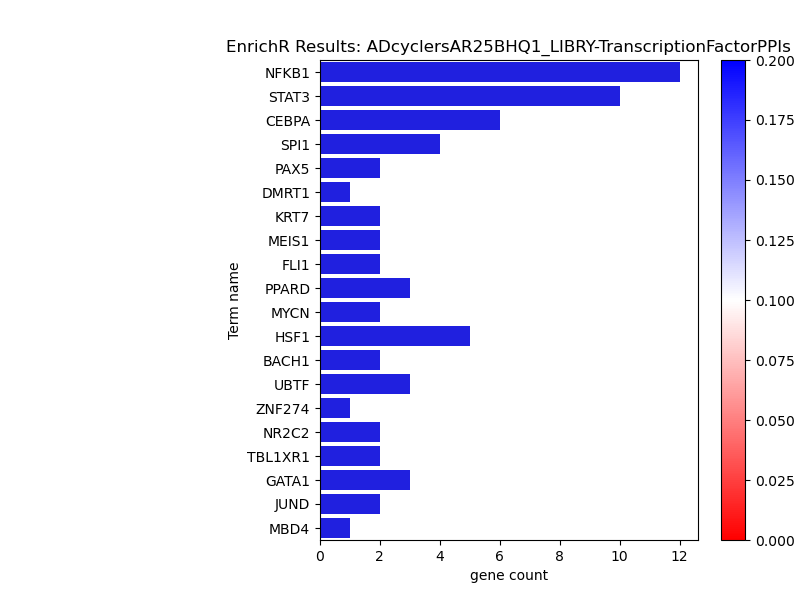 EnrichR Results: ADcyclersAR25BHQ1_LIBRY-TranscriptionFactorPPIs
NFKB1
STAT3
CEBPA
SPI1
PAX5
DMRT1
KRT7
MEIS1
FLI1
PPARD
MYCN
HSF1
BACH1
UBTF
ZNF274
NR2C2
TBL1XR1
GATA1
JUND
MBD4
Term name
0 2 4 6 8 10 12
gene count
0.200
0.175
0.150
0.125
0.100
0.075
0.050
0.025
0.000